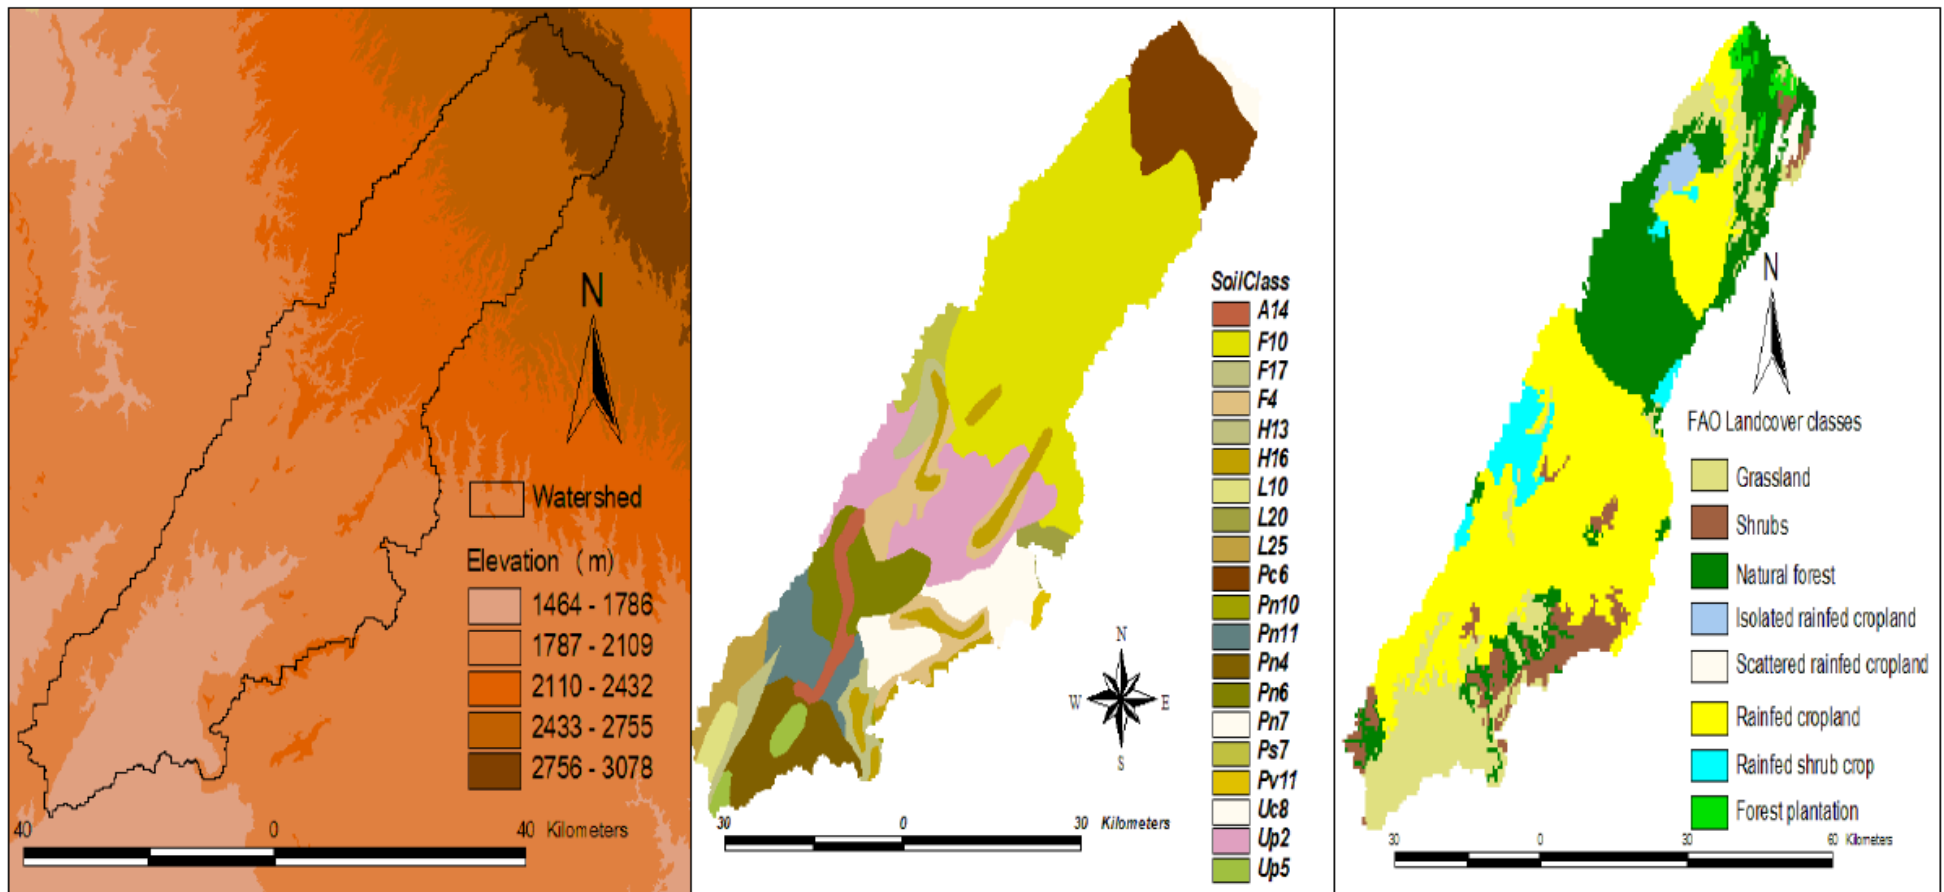 N
Watershed
Elevation ( m)
1464 - 1786
1787 - 2109
2110 - 2432
2433 - 2755
2756 - 3078
40 0 40 Kilometers
SoilClass
A14
F10
F17
F4
H13
H16
L10
L20
L25
Pc6
Pn10
Pn11
Pn4
Pn6
Pn7
Ps7
Pv11
Uc8
Up2
Up5
N
W E
S
30 0 30 Kilometers
N
FAO Landcover classes
Grassland
Shrubs
Natural forest
Isolated rainfed cropland
Scattered rainfed cropland
Rainfed cropland
Rainfed shrub crop
Forest plantation
30 0 30 60 Kilometers